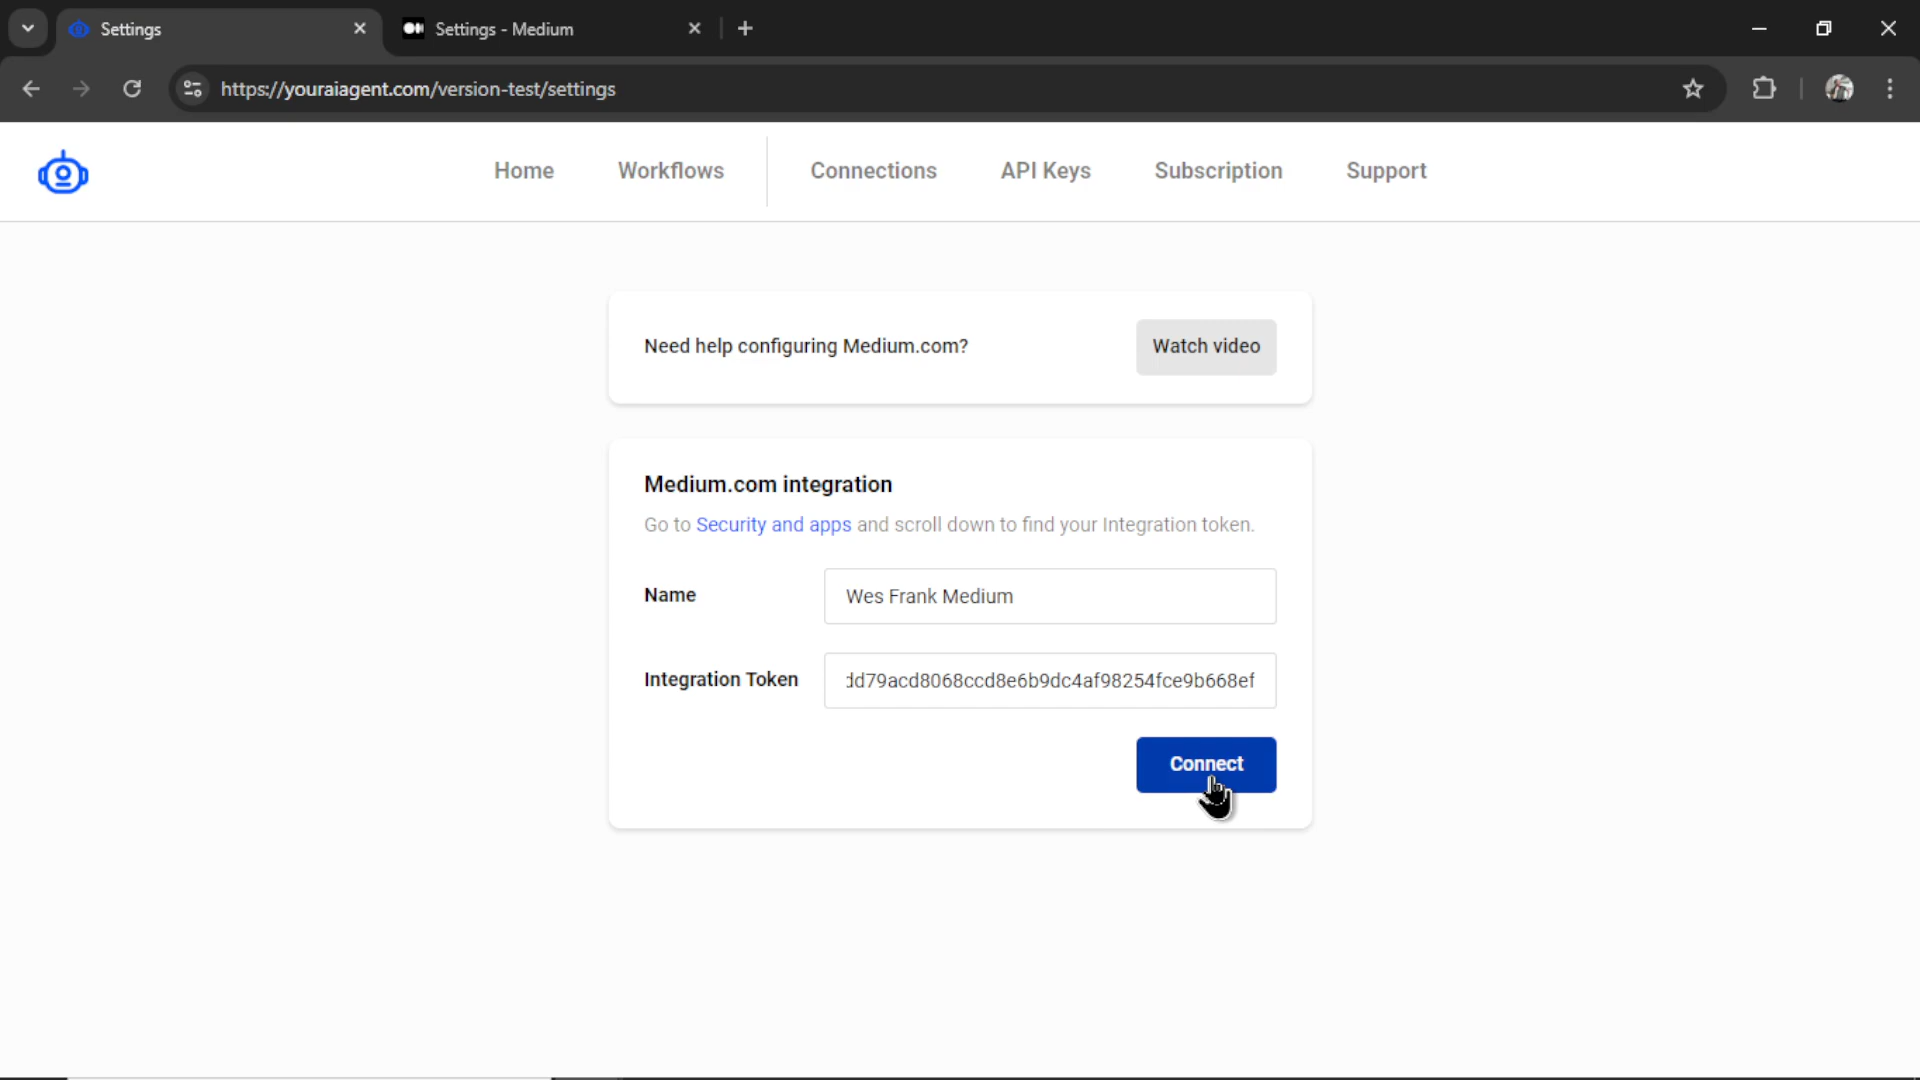 Settings
Settings - Medium
https://youraiagent.com/version-test/settings
Home
Workflows
Connections
API Keys
Subscription
Support
Need help configuring Medium.com?
Watch video
Medium.com integration
Go to Security and apps and scroll down to find your Integration token.
Name
Wes Frank Medium
Integration Token
dd79acd8068ccd8e6b9dc4af98254fce9b668ef
Connect